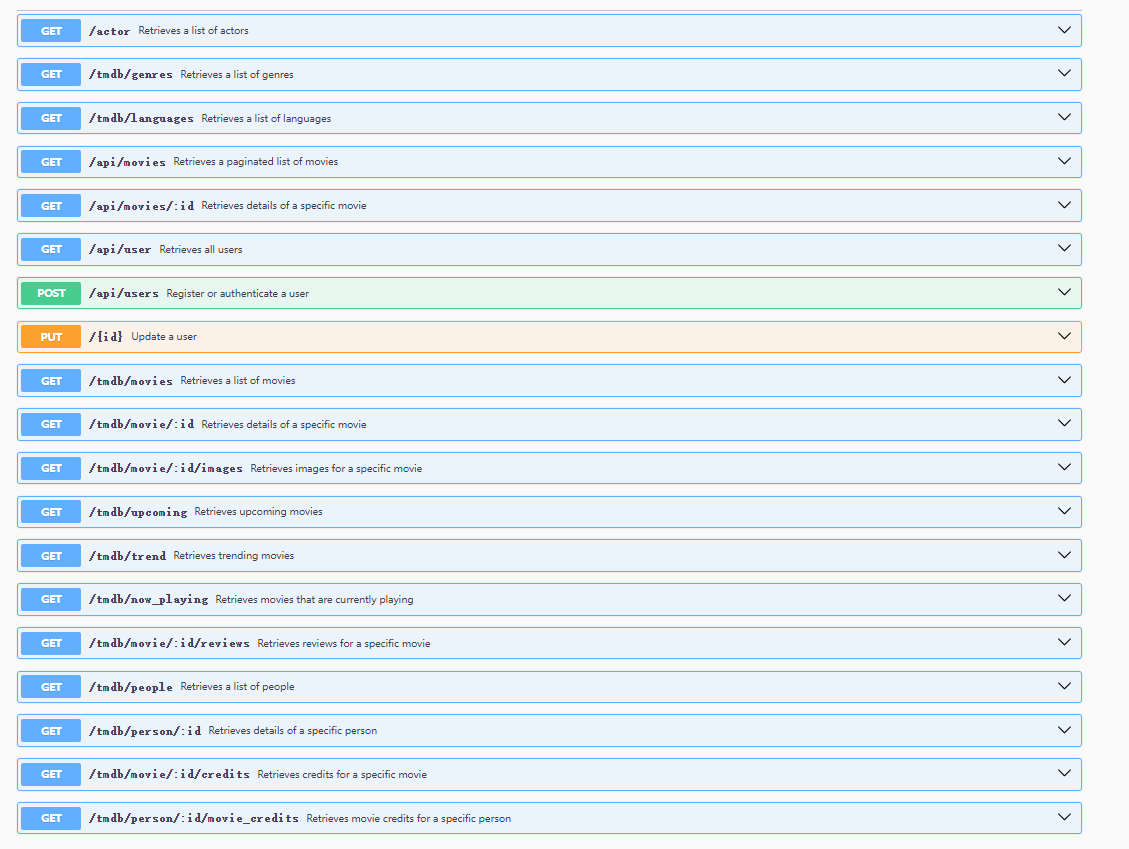 GET /actor Retrieves a list of actors
GET /tmdb/genres Retrieves a list of genres
GET /tmdb/languages Retrieves a list of languages
GET /api/movies Retrieves a paginated list of movies
GET /api/movies/:id Retrieves details of a specific movie
GET /api/user Retrieves all users
POST /api/users Register or authenticate a user
PUT /{id} Update a user
GET /tmdb/movies Retrieves a list of movies
GET /tmdb/movie/:id Retrieves details of a specific movie
GET /tmdb/movie/:id/images Retrieves images for a specific movie
GET /tmdb/upcoming Retrieves upcoming movies
GET /tmdb/trend Retrieves trending movies
GET /tmdb/now_playing Retrieves movies that are currently playing
GET /tmdb/movie/:id/reviews Retrieves reviews for a specific movie
GET /tmdb/people Retrieves a list of people
GET /tmdb/person/:id Retrieves details of a specific person
GET /tmdb/movie/:id/credits Retrieves credits for a specific movie
GET /tmdb/person/:id/movie_credits Retrieves movie credits for a specific person